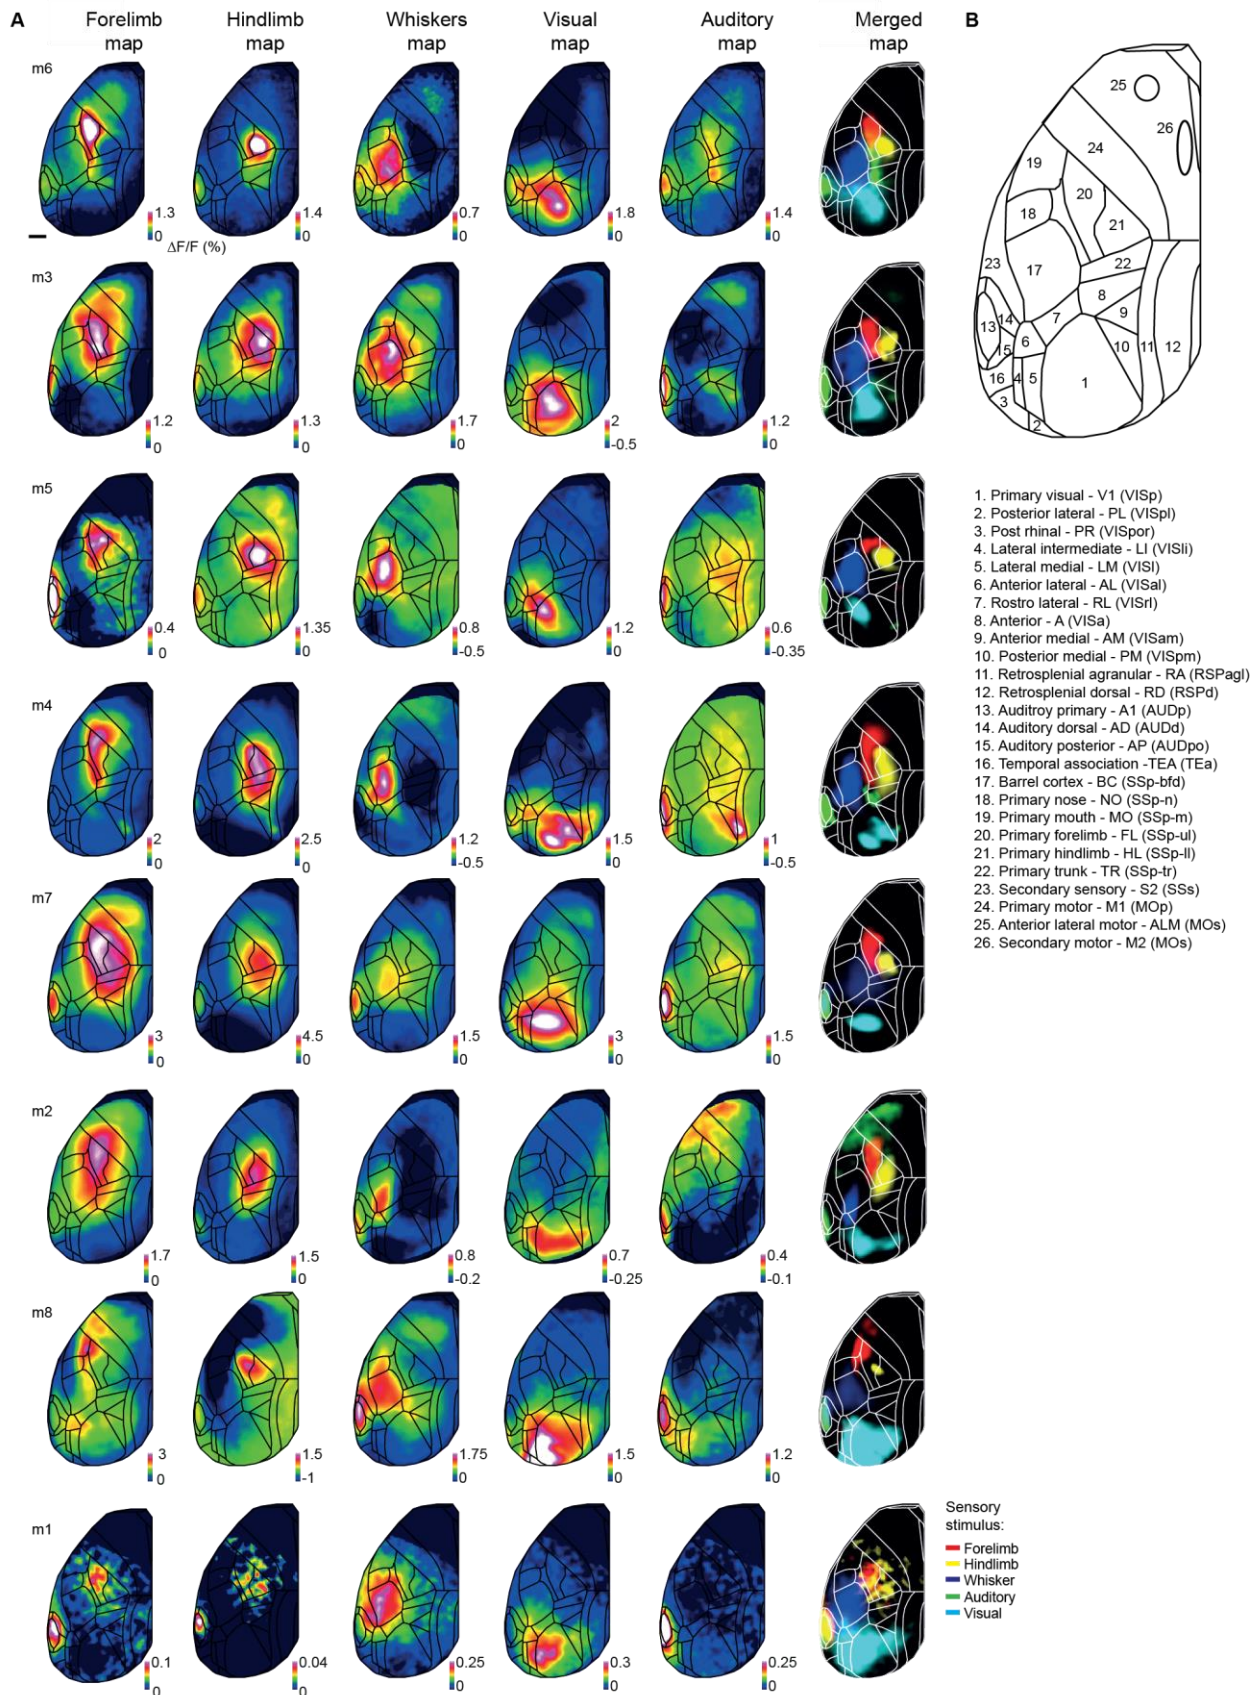 A
Forelimb map
Hindlimb map
Whiskers map
Visual map
Auditory map
Merged map
B
m6
1.3
0
ΔF/F (%)
1.4
0
0.7
0
1.8
0
1.4
0
m3
1.2
0
1.3
0
1.7
0
2
-0.5
1.2
0
m5
0.4
0
1.35
0
0.8
-0.5
1.2
0
0.6
-0.35
m4
2
0
2.5
0
1.2
-0.5
1.5
0
1
-0.5
m7
3
0
4.5
0
1.5
0
3
0
1.5
0
m2
1.7
0
1.5
0
0.8
-0.2
0.7
-0.25
0.4
-0.1
m8
3
0
1.5
-1
1.75
0
1.5
0
1.2
0
m1
0.1
0
0.04
0
0.25
0
0.3
0
0.25
0
Sensory
stimulus:
Forelimb
Hindlimb
Whisker
Auditory
Visual
25
26
24
19
20
18
21
23
17
22
8
13
14
7
9
6
15
10
11
12
16
4
5
1
3
2
1. Primary visual - V1 (VISp)
2. Posterior lateral - PL (VISpl)
3. Post rhinal - PR (VISpor)
4. Lateral intermediate - LI (VISli)
5. Lateral medial - LM (VISl)
6. Anterior lateral - AL (VISal)
7. Rostro lateral - RL (VISrl)
8. Anterior - A (VISa)
9. Anterior medial - AM (VISam)
10. Posterior medial - PM (VISpm)
11. Retrosplenial agranular - RA (RSPagl)
12. Retrosplenial dorsal - RD (RSPd)
13. Auditroy primary - A1 (AUDp)
14. Auditory dorsal - AD (AUDd)
15. Auditory posterior - AP (AUDpo)
16. Temporal association -TEA (TEa)
17. Barrel cortex - BC (SSp-bfd)
18. Primary nose - NO (SSp-n)
19. Primary mouth - MO (SSp-m)
20. Primary forelimb - FL (SSp-ul)
21. Primary hindlimb - HL (SSp-ll)
22. Primary trunk - TR (SSp-tr)
23. Secondary sensory - S2 (SSs)
24. Primary motor - M1 (MOp)
25. Anterior lateral motor - ALM (MOs)
26. Secondary motor - M2 (MOs)